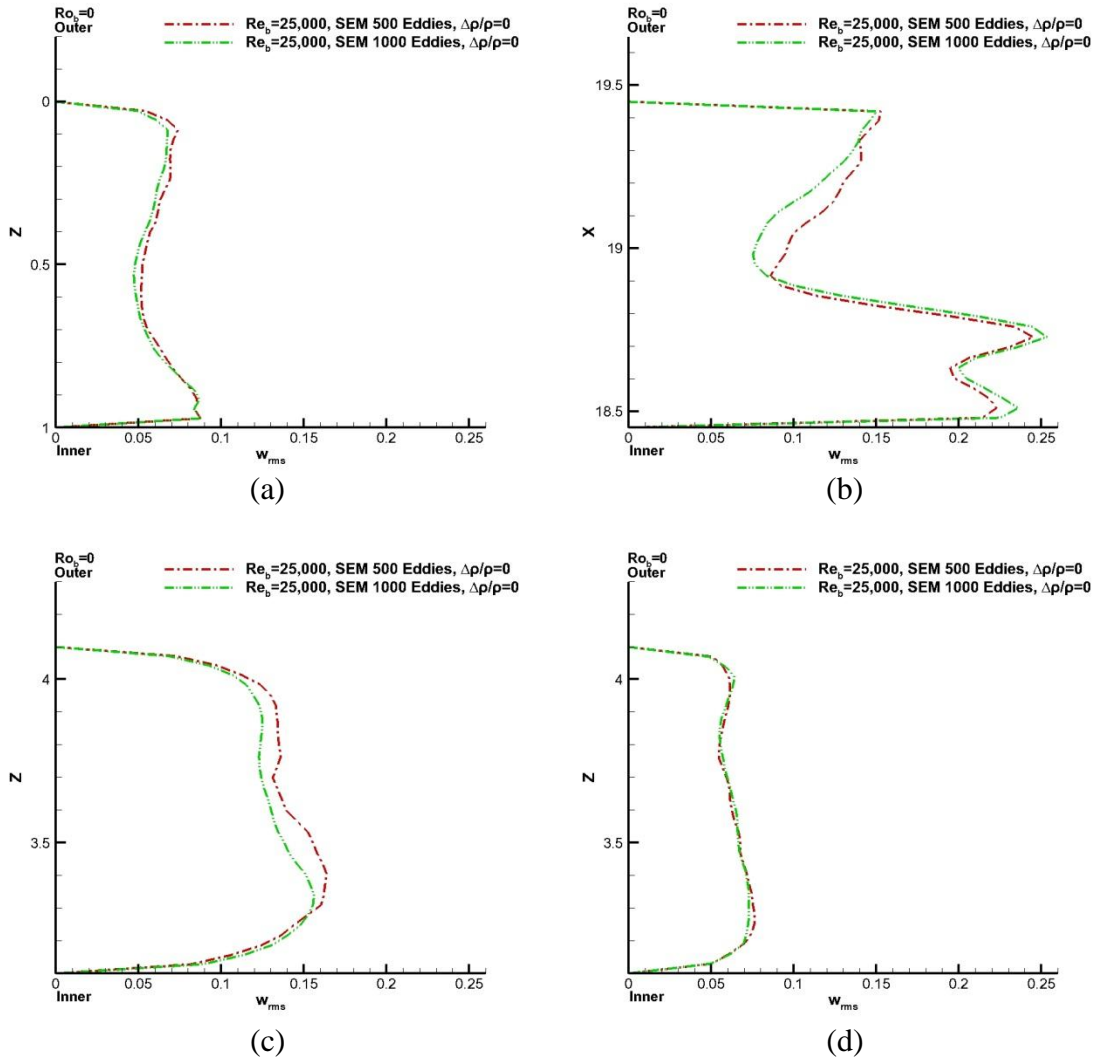 Ro_b=0
Outer
Re_b=25,000, SEM 500 Eddies, Δρ/ρ=0
Re_b=25,000, SEM 1000 Eddies, Δρ/ρ=0
0
0.5
1
Z
0 0.05 0.1 0.15 0.2 0.25
Inner
w_rms
(a)
Ro_b=0
Outer
Re_b=25,000, SEM 500 Eddies, Δρ/ρ=0
Re_b=25,000, SEM 1000 Eddies, Δρ/ρ=0
19.5
19
18.5
X
0 0.05 0.1 0.15 0.2 0.25
Inner
w_rms
(b)
Ro_b=0
Outer
Re_b=25,000, SEM 500 Eddies, Δρ/ρ=0
Re_b=25,000, SEM 1000 Eddies, Δρ/ρ=0
4
3.5
Z
0 0.05 0.1 0.15 0.2 0.25
Inner
w_rms
(c)
Ro_b=0
Outer
Re_b=25,000, SEM 500 Eddies, Δρ/ρ=0
Re_b=25,000, SEM 1000 Eddies, Δρ/ρ=0
4
3.5
Z
0 0.05 0.1 0.15 0.2 0.25
Inner
w_rms
(d)